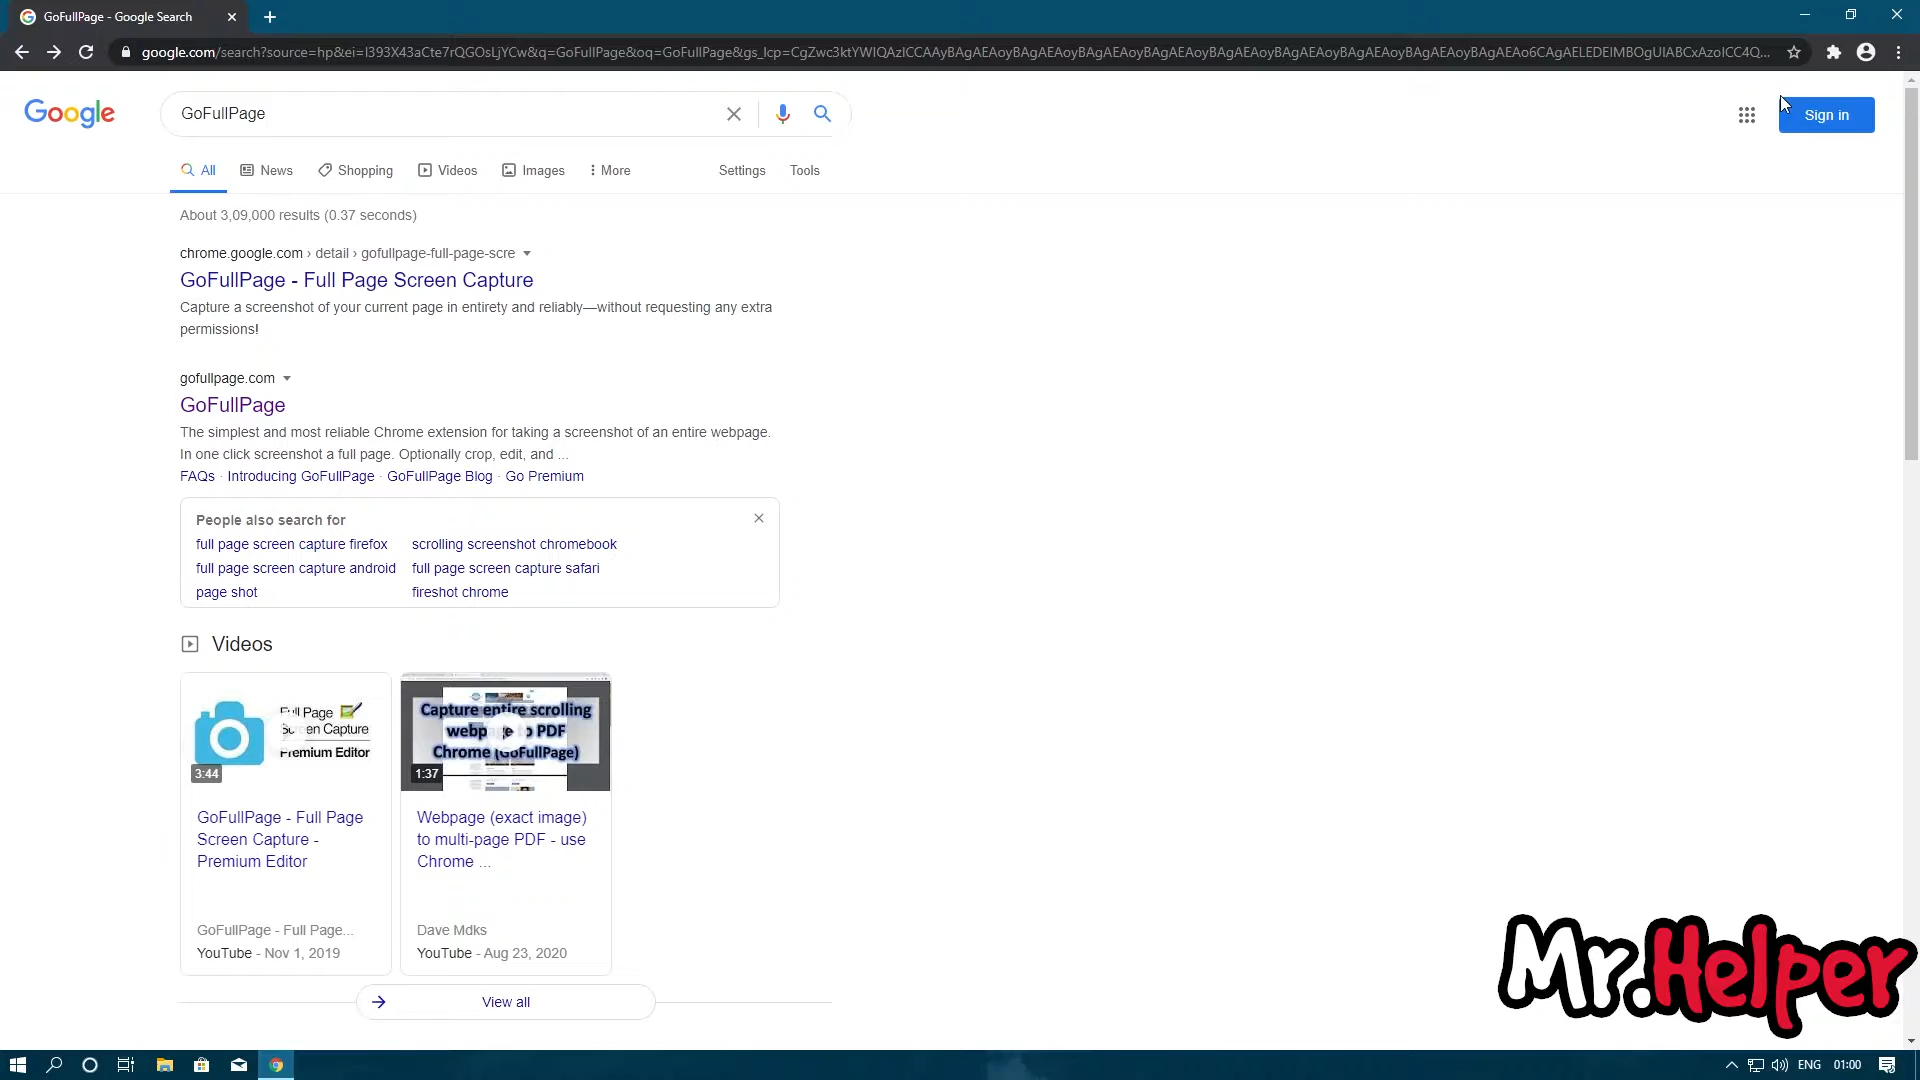 GoFullPage - Google Search
google.com/search?source=hp&ei=I393X43aCte7rQGOsLjYCw&q=GoFullPage&oq=GoFullPage&gs_lcp=CgZwc3ktYWIQAzICCAAyBAgAEAoyBAgAEAoyBAgAEAoyBAgAEAoyBAgAEAoyBAgAEAoyBAgAEAoyBAgAEAoyBAgAEAo6CAgAELEDEIMBOgUIABCxAzoICC4Q...
Google
GoFullPage
Sign in
All News Shopping Videos Images More Settings Tools
About 3,09,000 results (0.37 seconds)
chrome.google.com › detail › gofullpage-full-page-scre
GoFullPage - Full Page Screen Capture
Capture a screenshot of your current page in entirety and reliably—without requesting any extra
permissions!
gofullpage.com
GoFullPage
The simplest and most reliable Chrome extension for taking a screenshot of an entire webpage.
In one click screenshot a full page. Optionally crop, edit, and ...
FAQs · Introducing GoFullPage · GoFullPage Blog · Go Premium
People also search for
full page screen capture firefox scrolling screenshot chromebook
full page screen capture android full page screen capture safari
page shot fireshot chrome
Videos
Full Page
Screen Capture
Premium Editor
3:44
Capture entire scrolling
webpage to PDF
Chrome (GoFullPage)
1:37
GoFullPage - Full Page
Screen Capture -
Premium Editor
Webpage (exact image)
to multi-page PDF - use
Chrome ...
GoFullPage - Full Page...
YouTube - Nov 1, 2019
Dave Mdks
YouTube - Aug 23, 2020
View all
Mr.Helper
ENG 01:00